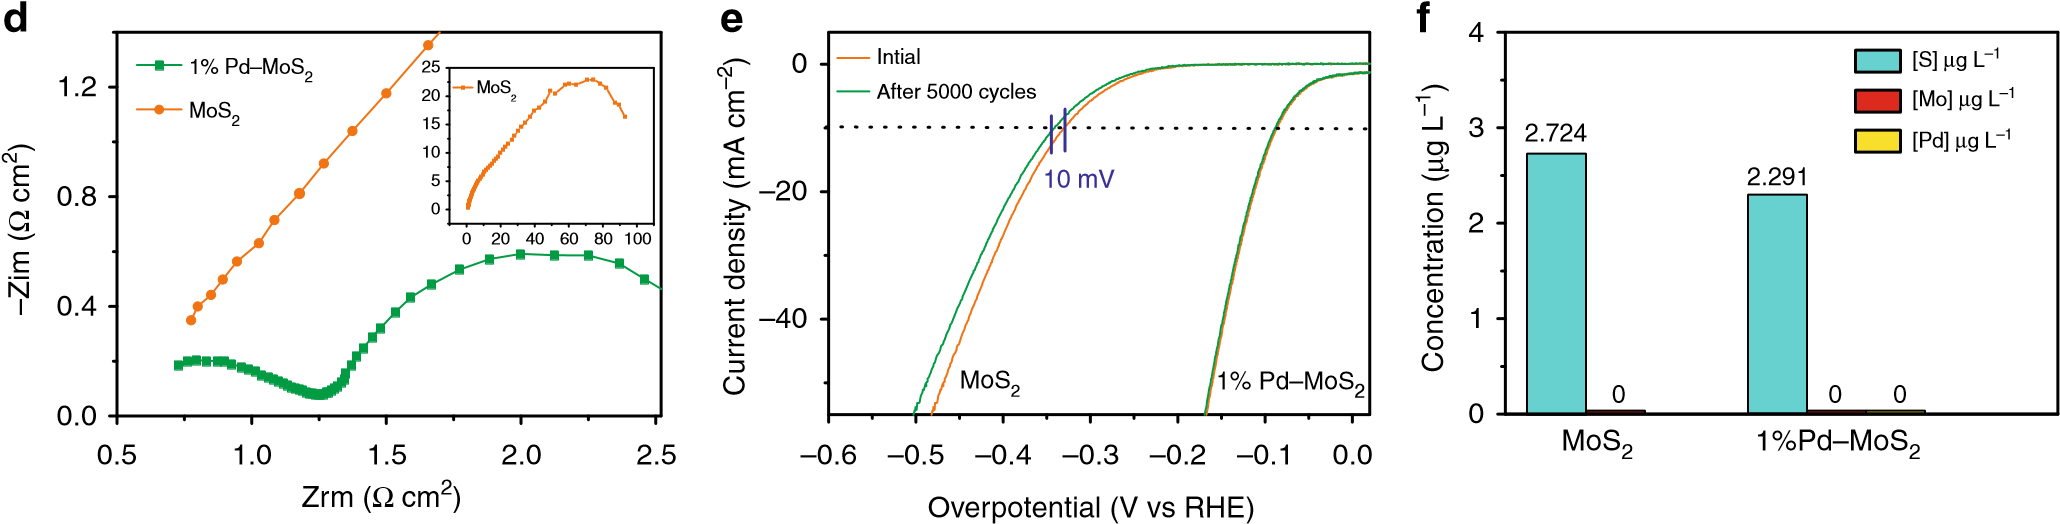 d
1% Pd–MoS2
MoS2
1.2
0.8
0.4
0.0
–Zim (Ω cm2)
0.5 1.0 1.5 2.0 2.5
Zrm (Ω cm2)
MoS2
25
20
15
10
5
0
0 20 40 60 80 100
e
Intial
After 5000 cycles
0
–20
–40
Current density (mA cm–2)
10 mV
MoS2
1% Pd–MoS2
–0.6 –0.5 –0.4 –0.3 –0.2 –0.1 0.0
Overpotential (V vs RHE)
f
[S] μg L–1
[Mo] μg L–1
[Pd] μg L–1
4
3
2
1
0
Concentration (μg L–1)
2.724
0
2.291
0 0
MoS2 1%Pd–MoS2